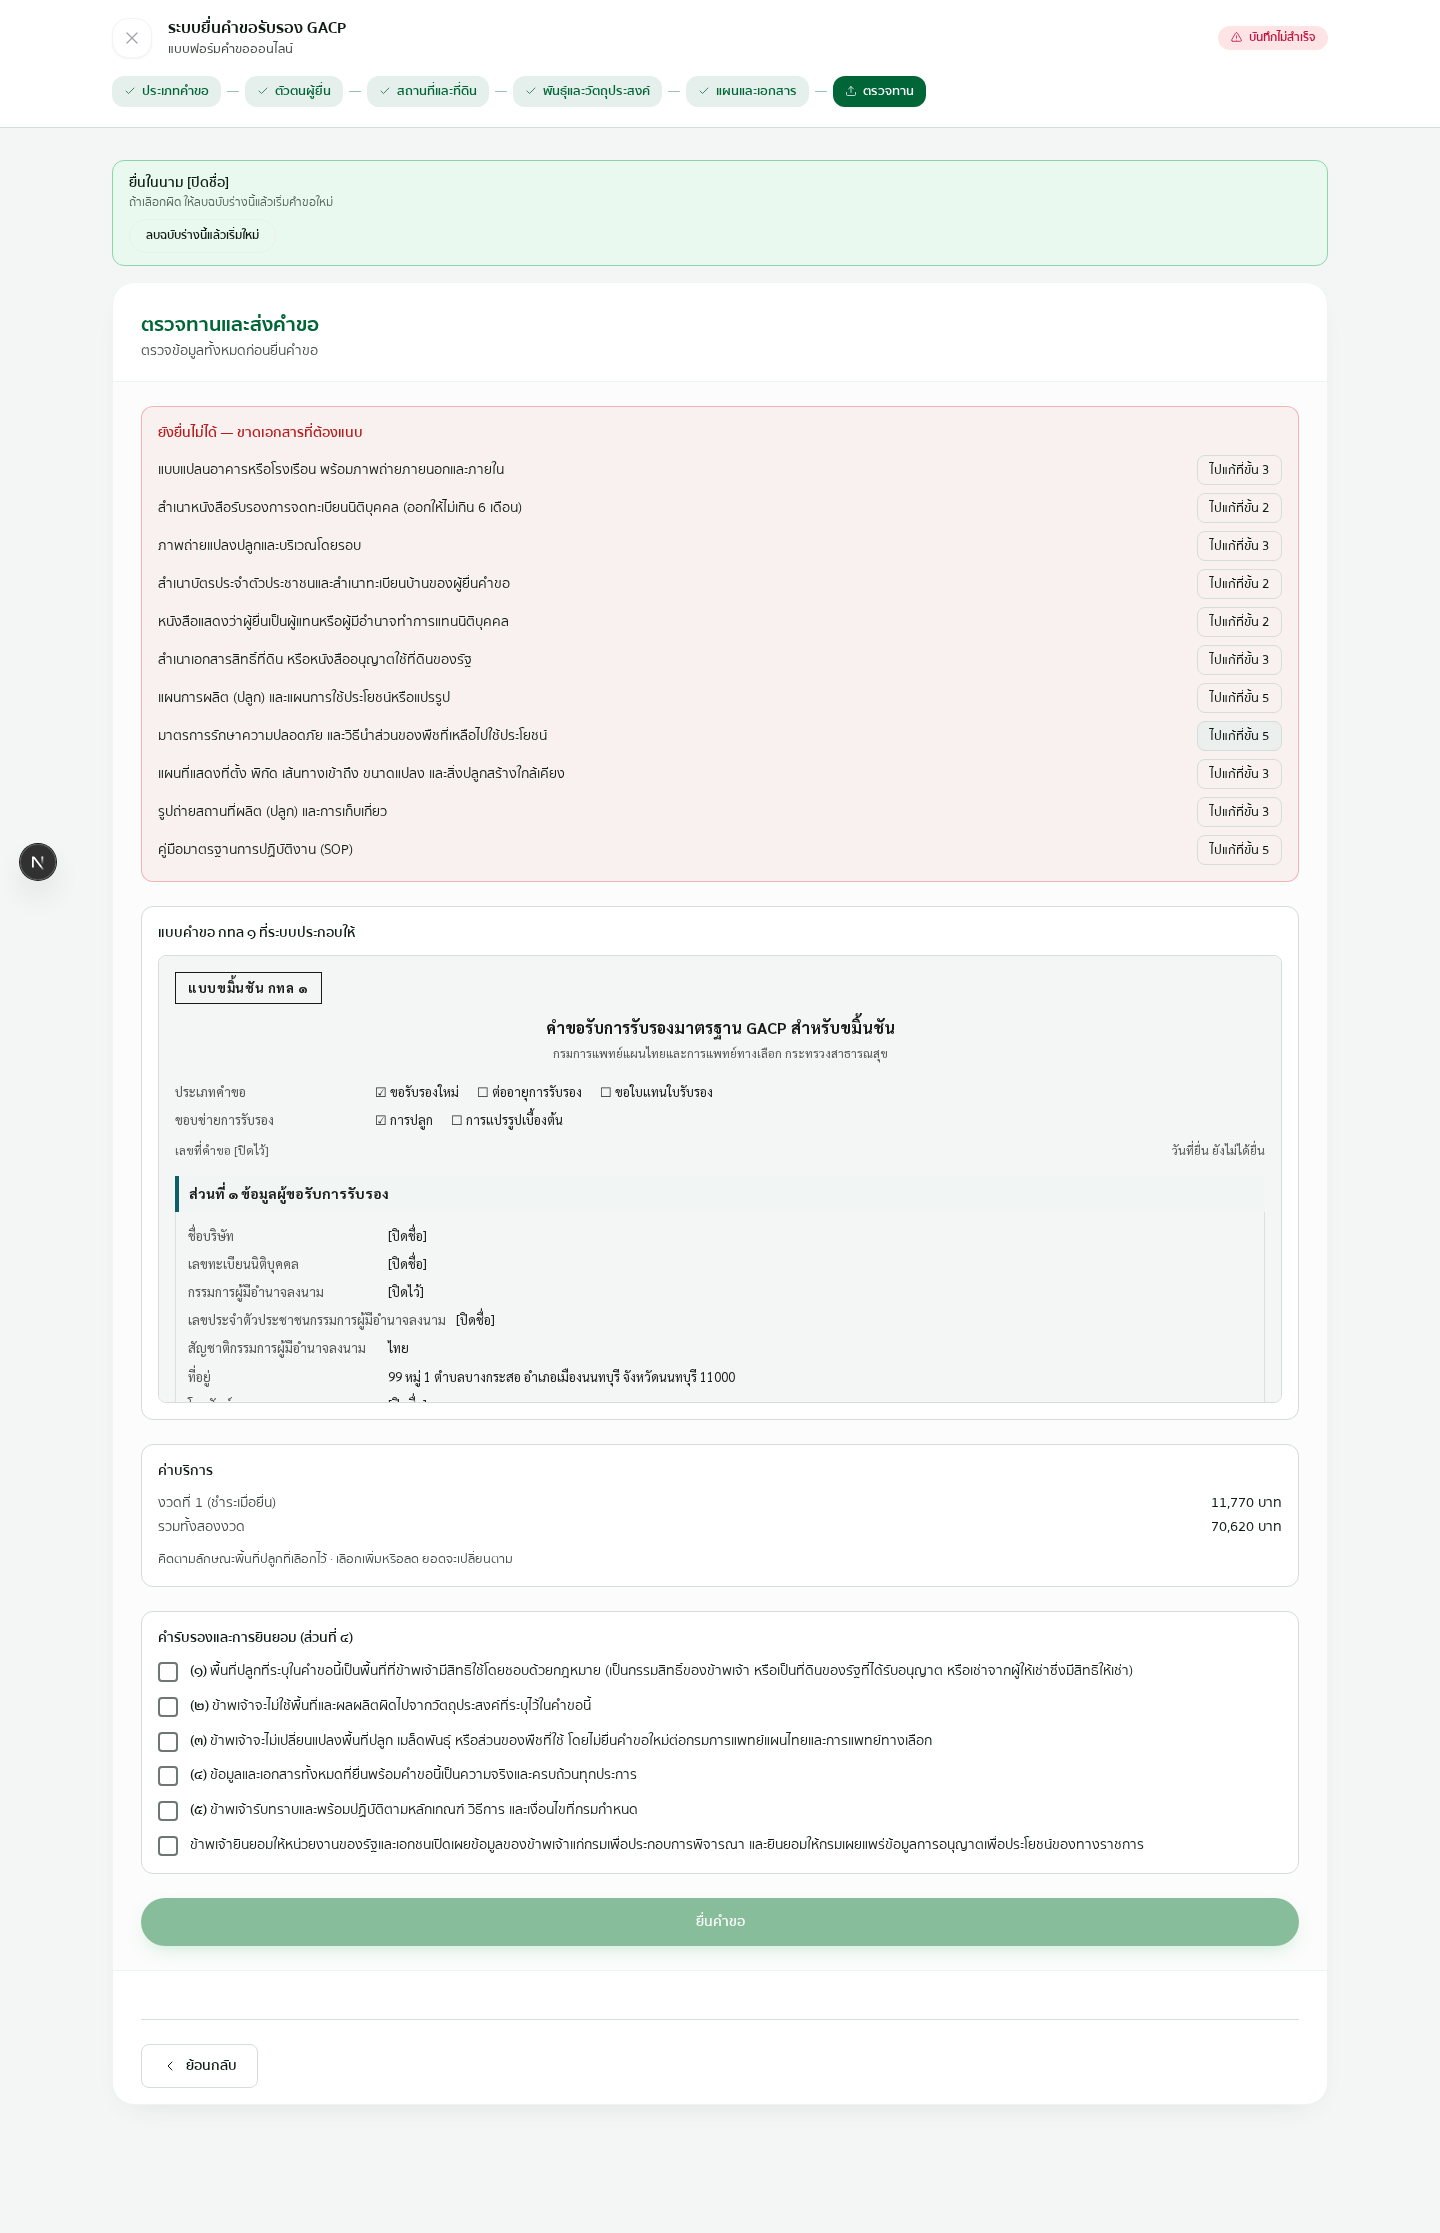 ระบบยื่นคำขอรับรอง GACP
แบบฟอร์มคำขอออนไลน์
บันทึกไม่สำเร็จ
ประเภทคำขอ
ตัวตนผู้ยื่น
สถานที่และที่ดิน
พันธุ์และวัตถุประสงค์
แผนและเอกสาร
ตรวจทาน
ยื่นในนาม [ปิดชื่อ]
ถ้าเลือกผิด ให้ลบฉบับร่างนี้แล้วเริ่มคำขอใหม่
ลบฉบับร่างนี้แล้วเริ่มใหม่
ตรวจทานและส่งคำขอ
ตรวจข้อมูลทั้งหมดก่อนยื่นคำขอ
ยังยื่นไม่ได้ — ขาดเอกสารที่ต้องแนบ
แบบแปลนอาคารหรือโรงเรือน พร้อมภาพถ่ายภายนอกและภายใน ไปแก้ที่ขั้น 3
สำเนาหนังสือรับรองการจดทะเบียนนิติบุคคล (ออกให้ไม่เกิน 6 เดือน) ไปแก้ที่ขั้น 2
ภาพถ่ายแปลงปลูกและบริเวณโดยรอบ ไปแก้ที่ขั้น 3
สำเนาบัตรประจำตัวประชาชนและสำเนาทะเบียนบ้านของผู้ยื่นคำขอ ไปแก้ที่ขั้น 2
หนังสือแสดงว่าผู้ยื่นเป็นผู้แทนหรือผู้มีอำนาจทำการแทนนิติบุคคล ไปแก้ที่ขั้น 2
สำเนาเอกสารสิทธิ์ที่ดิน หรือหนังสืออนุญาตใช้ที่ดินของรัฐ ไปแก้ที่ขั้น 3
แผนการผลิต (ปลูก) และแผนการใช้ประโยชน์หรือแปรรูป ไปแก้ที่ขั้น 5
มาตรการรักษาความปลอดภัย และวิธีนำส่วนของพืชที่เหลือไปใช้ประโยชน์ ไปแก้ที่ขั้น 5
แผนที่แสดงที่ตั้ง พิกัด เส้นทางเข้าถึง ขนาดแปลง และสิ่งปลูกสร้างใกล้เคียง ไปแก้ที่ขั้น 3
รูปถ่ายสถานที่ผลิต (ปลูก) และการเก็บเกี่ยว ไปแก้ที่ขั้น 3
คู่มือมาตรฐานการปฏิบัติงาน (SOP) ไปแก้ที่ขั้น 5
N
แบบคำขอ กทล ๑ ที่ระบบประกอบให้
แบบขมิ้นชัน กทล ๑
คำขอรับการรับรองมาตรฐาน GACP สำหรับขมิ้นชัน
กรมการแพทย์แผนไทยและการแพทย์ทางเลือก กระทรวงสาธารณสุข
ประเภทคำขอ ☑ ขอรับรองใหม่ ☐ ต่ออายุการรับรอง ☐ ขอใบแทนใบรับรอง
ขอบข่ายการรับรอง ☑ การปลูก ☐ การแปรรูปเบื้องต้น
เลขที่คำขอ [ปิดไว้] วันที่ยื่น ยังไม่ได้ยื่น
ส่วนที่ ๑ ข้อมูลผู้ขอรับการรับรอง
ชื่อบริษัท [ปิดชื่อ]
เลขทะเบียนนิติบุคคล [ปิดชื่อ]
กรรมการผู้มีอำนาจลงนาม [ปิดไว้]
เลขประจำตัวประชาชนกรรมการผู้มีอำนาจลงนาม [ปิดชื่อ]
สัญชาติกรรมการผู้มีอำนาจลงนาม ไทย
ที่อยู่ 99 หมู่ 1 ตำบลบางกระสอ อำเภอเมืองนนทบุรี จังหวัดนนทบุรี 11000
ค่าบริการ
งวดที่ 1 (ชำระเมื่อยื่น) 11,770 บาท
รวมทั้งสองงวด 70,620 บาท
คิดตามลักษณะพื้นที่ปลูกที่เลือกไว้ · เลือกเพิ่มหรือลด ยอดจะเปลี่ยนตาม
คำรับรองและการยินยอม (ส่วนที่ ๔)
(๑) พื้นที่ปลูกที่ระบุในคำขอนี้เป็นพื้นที่ที่ข้าพเจ้ามีสิทธิใช้โดยชอบด้วยกฎหมาย (เป็นกรรมสิทธิ์ของข้าพเจ้า หรือเป็นที่ดินของรัฐที่ได้รับอนุญาต หรือเช่าจากผู้ให้เช่าซึ่งมีสิทธิให้เช่า)
(๒) ข้าพเจ้าจะไม่ใช้พื้นที่และผลผลิตผิดไปจากวัตถุประสงค์ที่ระบุไว้ในคำขอนี้
(๓) ข้าพเจ้าจะไม่เปลี่ยนแปลงพื้นที่ปลูก เมล็ดพันธุ์ หรือส่วนของพืชที่ใช้ โดยไม่ยื่นคำขอใหม่ต่อกรมการแพทย์แผนไทยและการแพทย์ทางเลือก
(๔) ข้อมูลและเอกสารทั้งหมดที่ยื่นพร้อมคำขอนี้เป็นความจริงและครบถ้วนทุกประการ
(๕) ข้าพเจ้ารับทราบและพร้อมปฏิบัติตามหลักเกณฑ์ วิธีการ และเงื่อนไขที่กรมกำหนด
ข้าพเจ้ายินยอมให้หน่วยงานของรัฐและเอกชนเปิดเผยข้อมูลของข้าพเจ้าแก่กรมเพื่อประกอบการพิจารณา และยินยอมให้กรมเผยแพร่ข้อมูลการอนุญาตเพื่อประโยชน์ของทางราชการ
ยื่นคำขอ
ย้อนกลับ